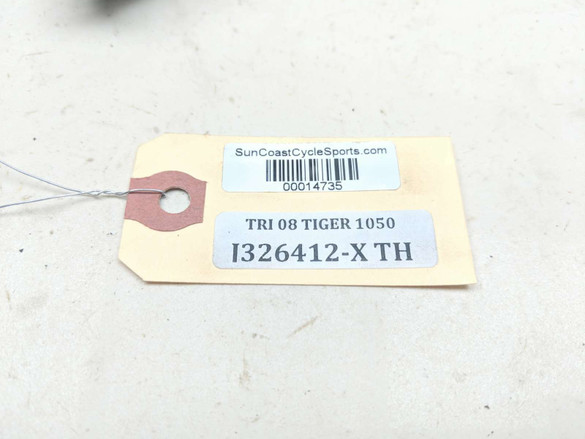 SunCoastCycleSports.com
00014735
TRI 08 TIGER 1050
I326412-X TH